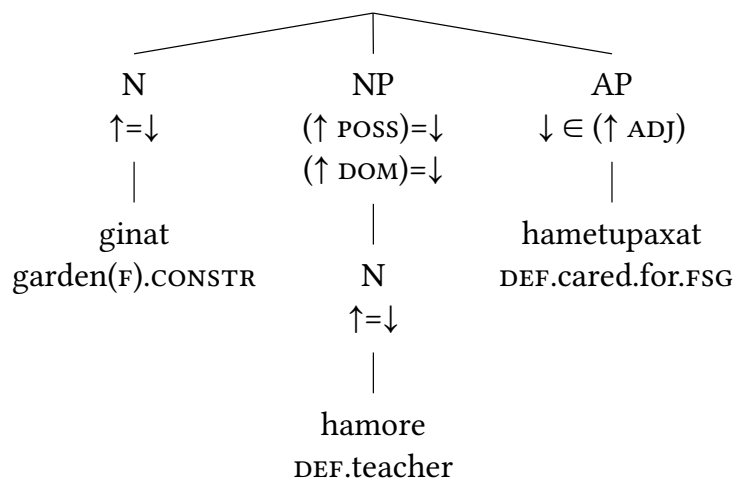 N NP AP
↑=↓ (↑ POSS)=↓ ↓ ∈ (↑ ADJ)
(↑ DOM)=↓
ginat hametupaxat
garden(F).CONSTR N DEF.cared.for.FSG
↑=↓
hamore
DEF.teacher